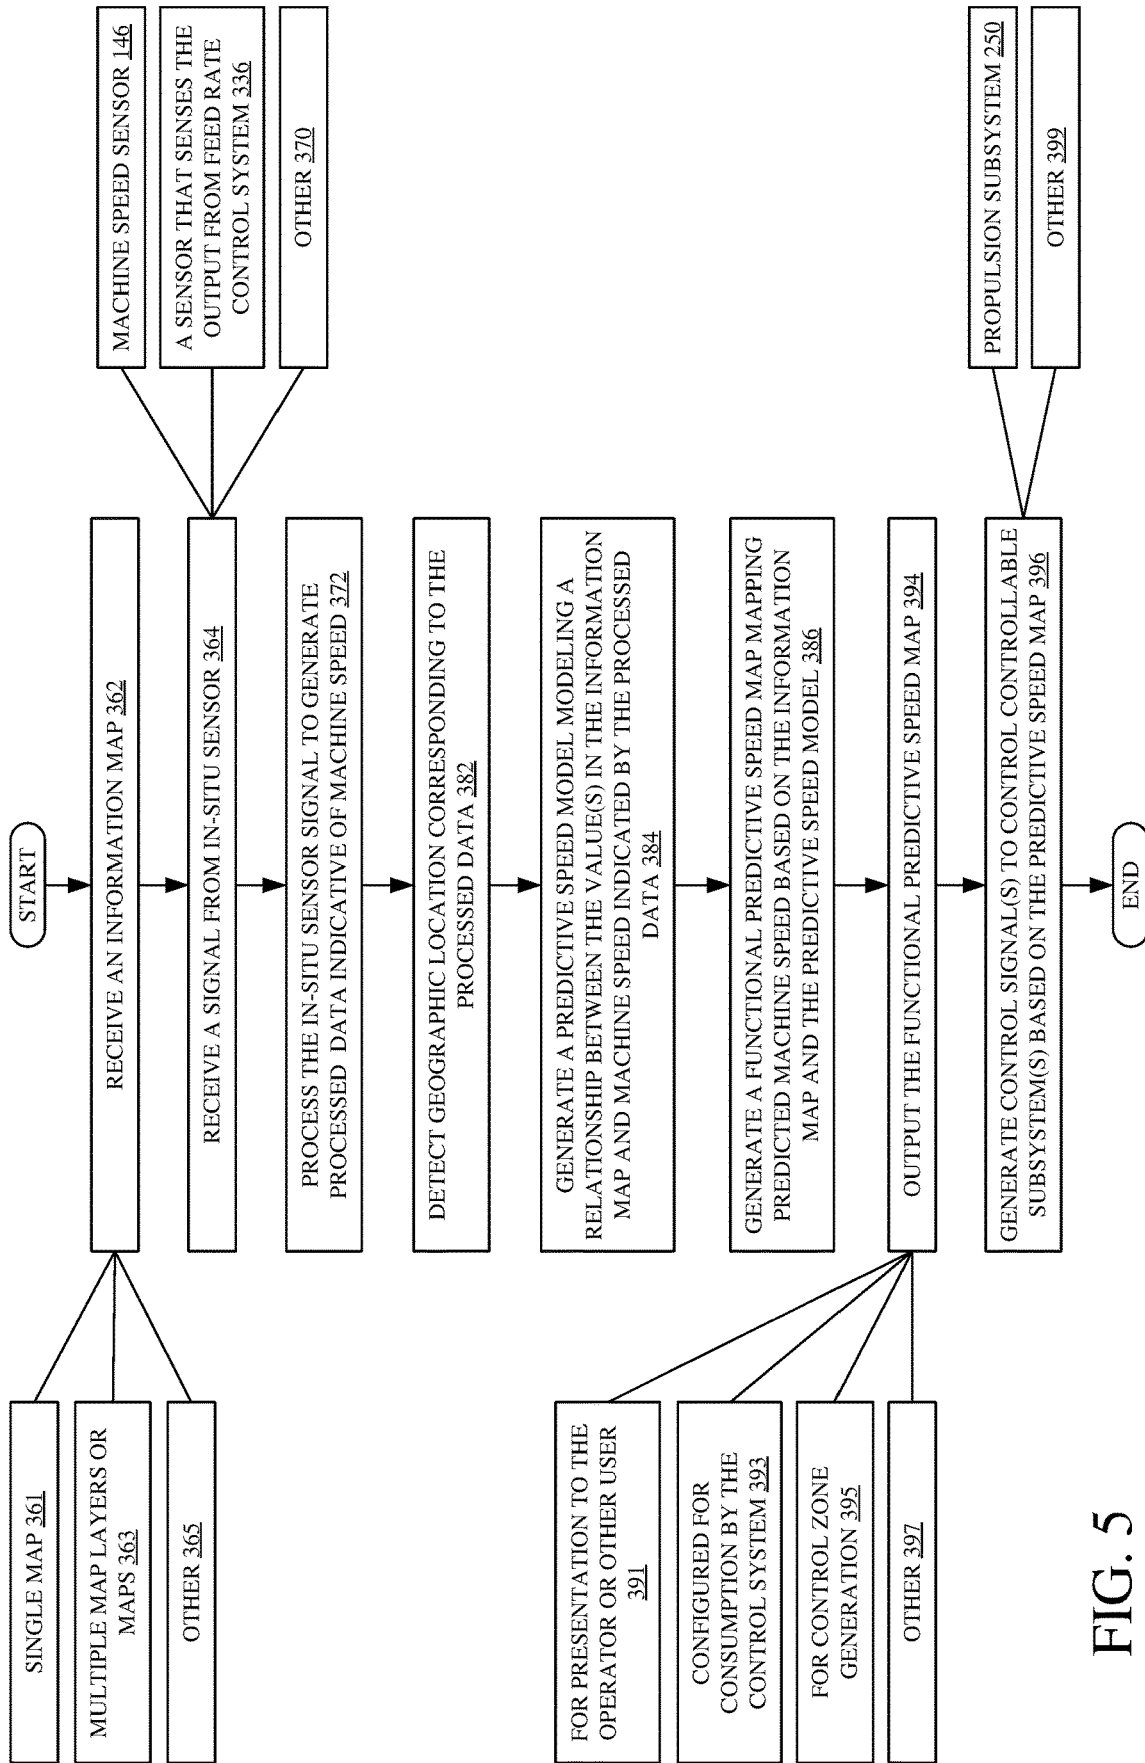 START
RECEIVE AN INFORMATION MAP 362
SINGLE MAP 361
MULTIPLE MAP LAYERS OR
MAPS 363
OTHER 365
RECEIVE A SIGNAL FROM IN-SITU SENSOR 364
MACHINE SPEED SENSOR 146
A SENSOR THAT SENSES THE
OUTPUT FROM FEED RATE
CONTROL SYSTEM 336
OTHER 370
PROCESS THE IN-SITU SENSOR SIGNAL TO GENERATE
PROCESSED DATA INDICATIVE OF MACHINE SPEED 372
DETECT GEOGRAPHIC LOCATION CORRESPONDING TO THE
PROCESSED DATA 382
GENERATE A PREDICTIVE SPEED MODEL MODELING A
RELATIONSHIP BETWEEN THE VALUE(S) IN THE INFORMATION
MAP AND MACHINE SPEED INDICATED BY THE PROCESSED
DATA 384
GENERATE A FUNCTIONAL PREDICTIVE SPEED MAP MAPPING
PREDICTED MACHINE SPEED BASED ON THE INFORMATION
MAP AND THE PREDICTIVE SPEED MODEL 386
OUTPUT THE FUNCTIONAL PREDICTIVE SPEED MAP 394
FOR PRESENTATION TO THE
OPERATOR OR OTHER USER
391
CONFIGURED FOR
CONSUMPTION BY THE
CONTROL SYSTEM 393
FOR CONTROL ZONE
GENERATION 395
OTHER 397
GENERATE CONTROL SIGNAL(S) TO CONTROL CONTROLLABLE
SUBSYSTEM(S) BASED ON THE PREDICTIVE SPEED MAP 396
PROPULSION SUBSYSTEM 250
OTHER 399
END
FIG. 5